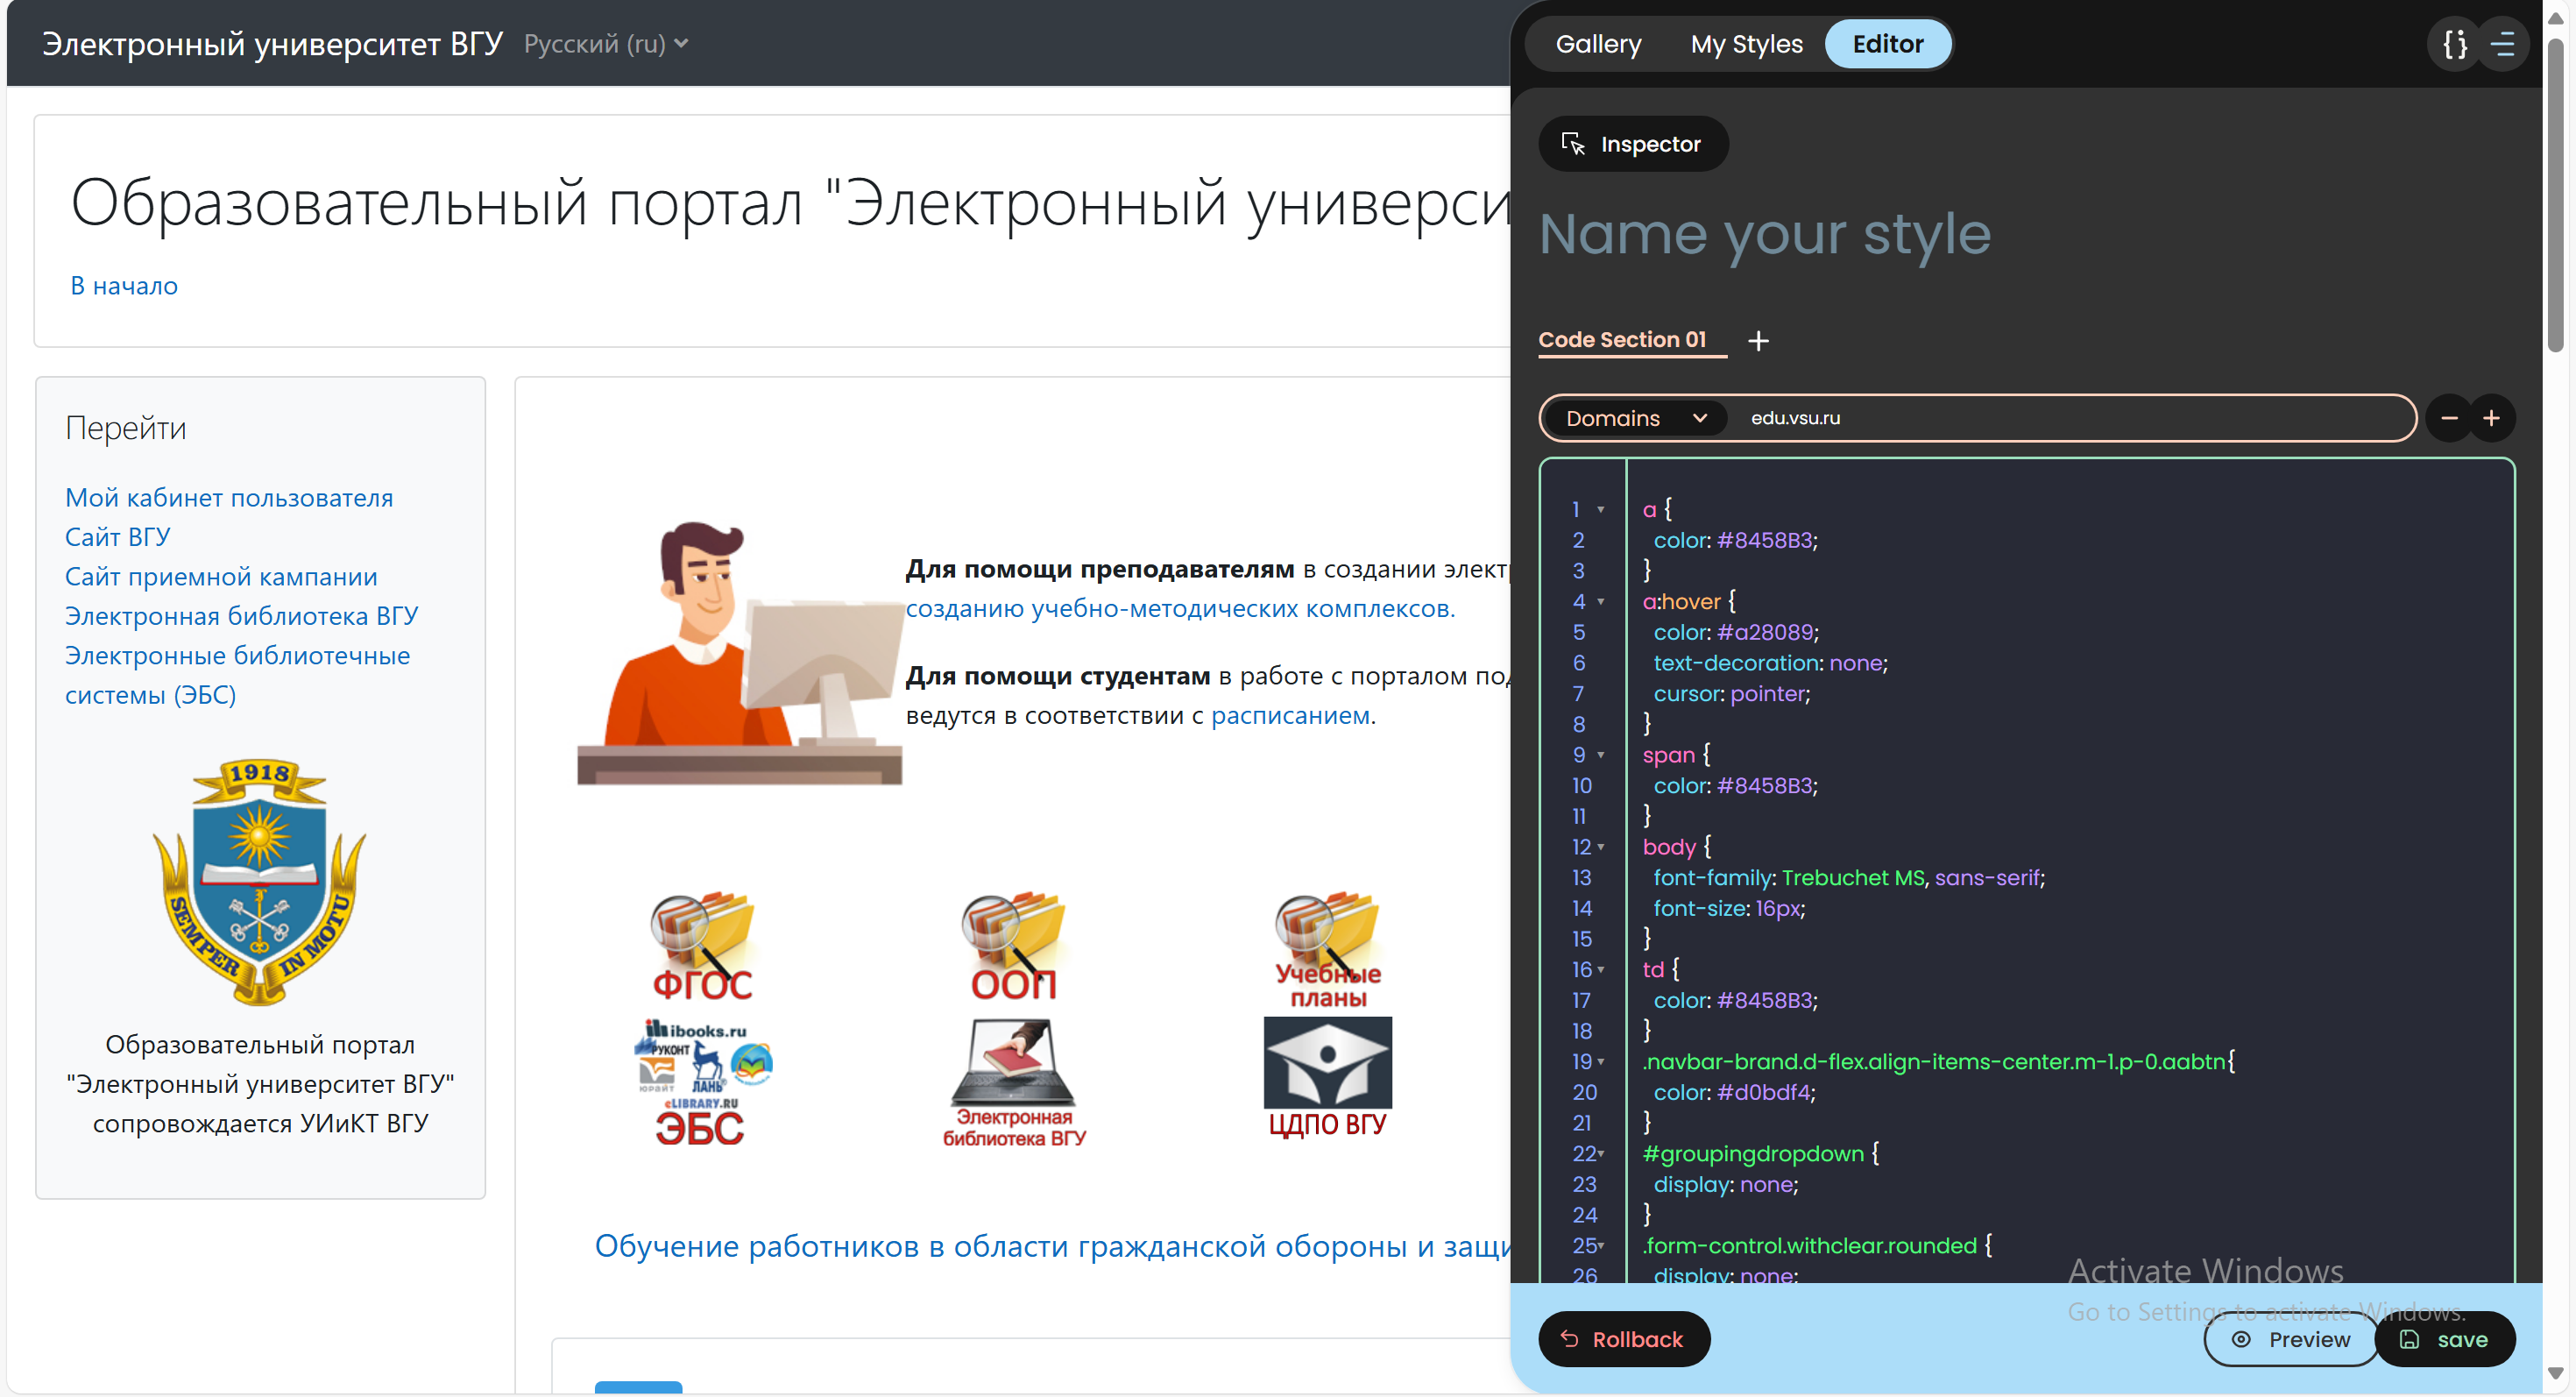 Электронный университет ВГУ
Русский (ru)
Образовательный портал "Электронный универси
В начало
Перейти
Мой кабинет пользователя
Сайт ВГУ
Сайт приемной кампании
Электронная библиотека ВГУ
Электронные библиотечные
системы (ЭБС)
1918
SEMPER IN MOTU
Образовательный портал
"Электронный университет ВГУ"
сопровождается УИиКТ ВГУ
Для помощи преподавателям в создании элект
созданию учебно-методических комплексов.
Для помощи студентам в работе с порталом под
ведутся в соответствии с расписанием.
ФГОС
ООП
Учебные
планы
ibooks.ru
РУКОНТ
юрайт
ЛАНЬ
eLIBRARY.RU
ЭБС
Электронная
библиотека ВГУ
ЦДПО ВГУ
Обучение работников в области гражданской обороны и защи
Gallery
My Styles
Editor
{}
Inspector
Name your style
Code Section 01
+
Domains
edu.vsu.ru
1 a {
2 color: #8458B3;
3 }
4 a:hover {
5 color: #a28089;
6 text-decoration: none;
7 cursor: pointer;
8 }
9 span {
10 color: #8458B3;
11 }
12 body {
13 font-family: Trebuchet MS, sans-serif;
14 font-size: 16px;
15 }
16 td {
17 color: #8458B3;
18 }
19 .navbar-brand.d-flex.align-items-center.m-1.p-0.aabtn{
20 color: #d0bdf4;
21 }
22 #groupingdropdown {
23 display: none;
24 }
25 .form-control.withclear.rounded {
26 display: none;
Activate Windows
Go to Settings to activate Windows.
Rollback
Preview
save